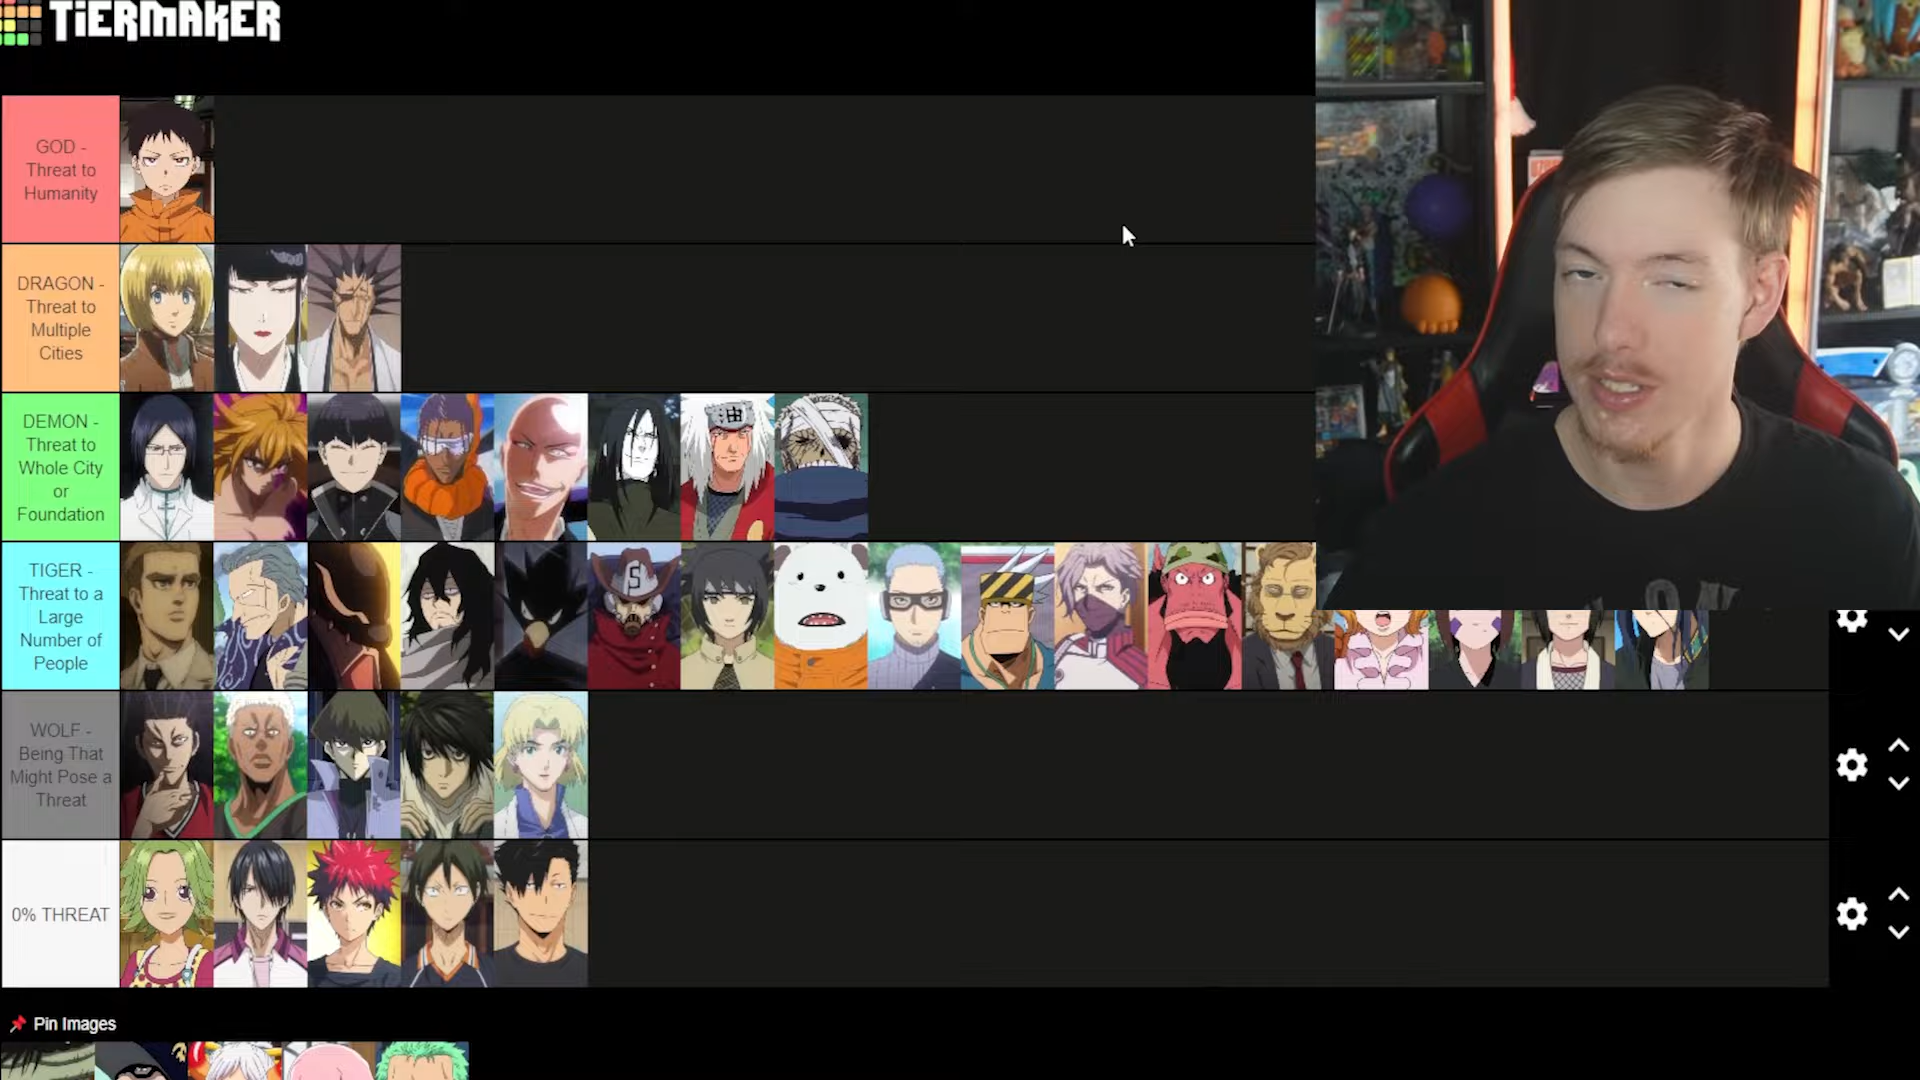 TiERMAKER
GOD -
Threat to
Humanity
DRAGON -
Threat to
Multiple
Cities
DEMON -
Threat to
Whole City
or
Foundation
S
油
TIGER -
Threat to a
Large
Number of
People
WOLF -
Being That
Might Pose a
Threat
0% THREAT
Pin Images